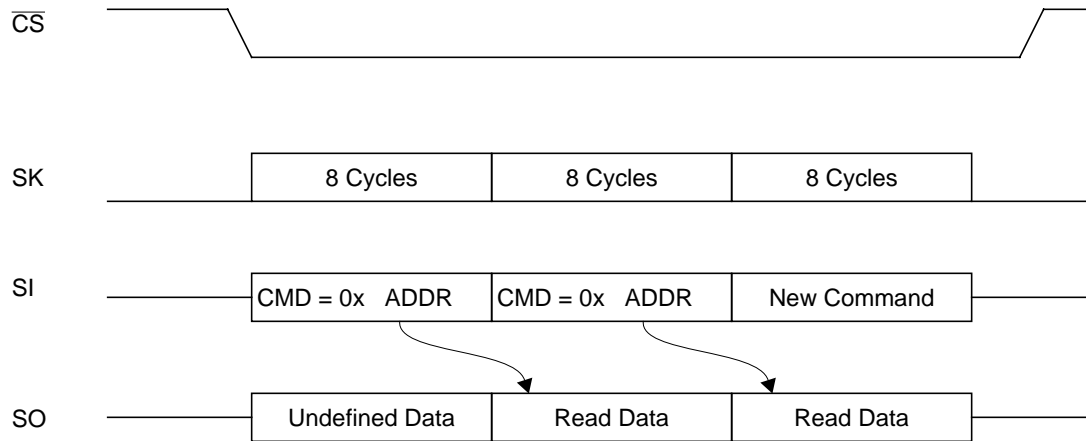 CS
SK 8 Cycles 8 Cycles 8 Cycles
SI CMD = 0x ADDR CMD = 0x ADDR New Command
SO Undefined Data Read Data Read Data